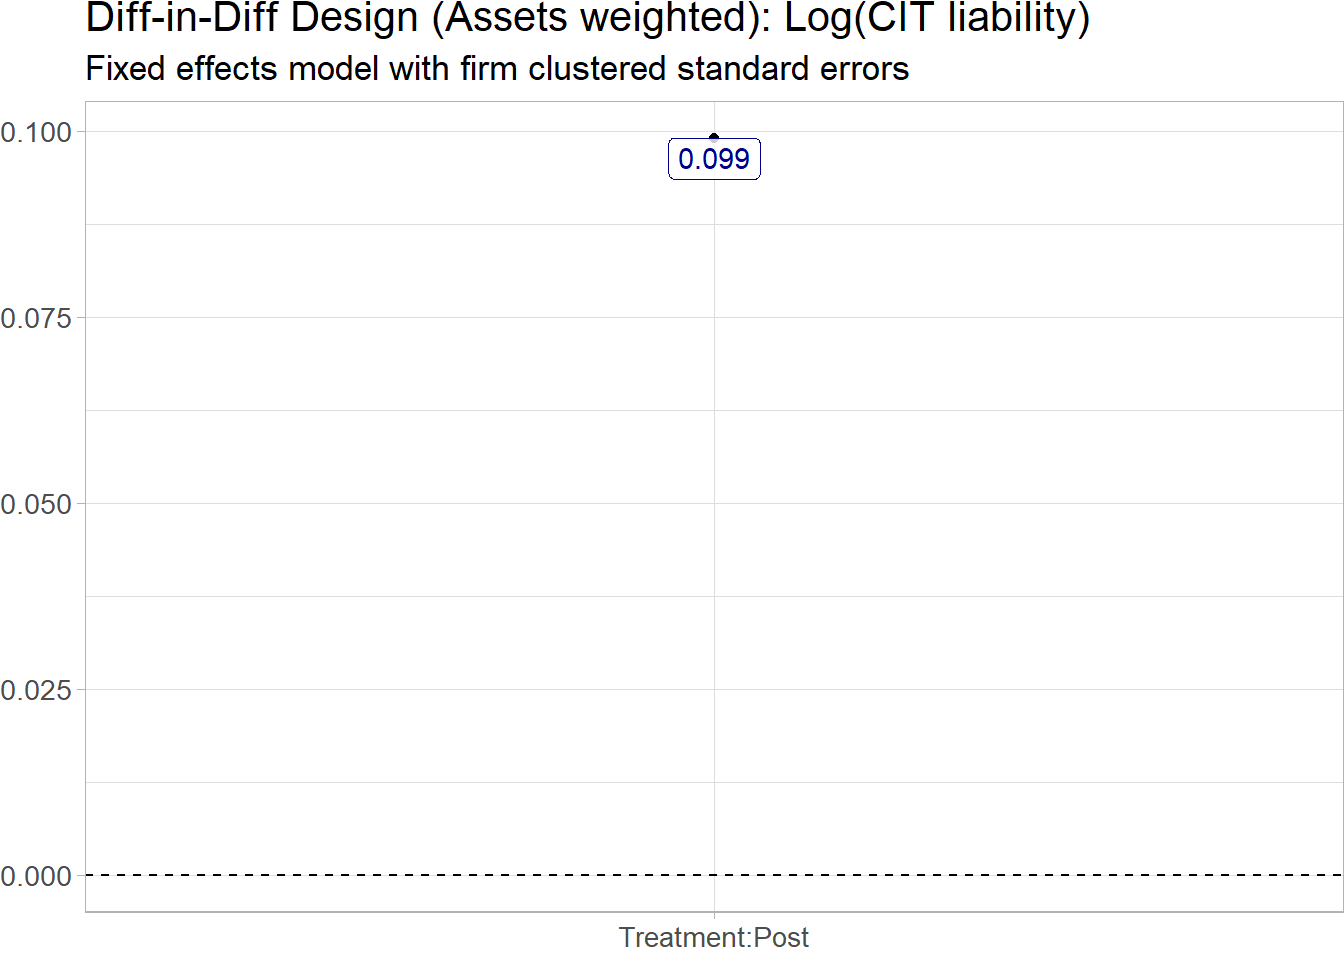 Diff-in-Diff Design (Assets weighted): Log(CIT liability)
Fixed effects model with firm clustered standard errors
0.100
0.099
0.075
0.050
0.025
0.000
Treatment:Post